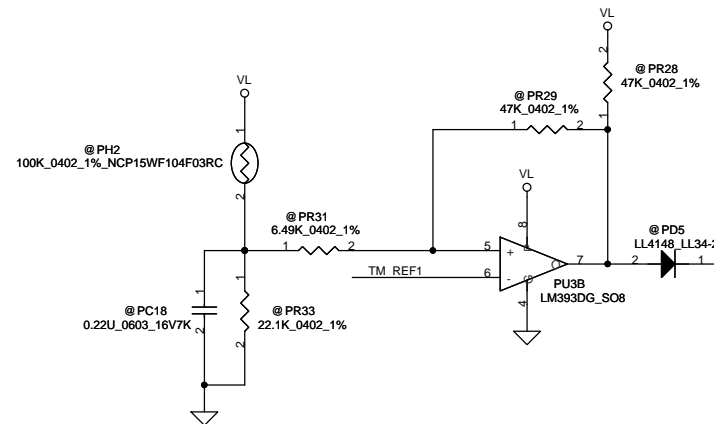 VL
2
@PR28
47K_0402_1%
1
VL
@PR29
47K_0402_1%
1
2
@PH2
100K_0402_1%_NCP15WF104F03RC
1
2
VL
8
P
@PR31
6.49K_0402_1%
1
2
5
+
O
7
@PD5
LL4148_LL34-2
2
1
TM_REF1
6
-
G
4
PU3B
LM393DG_SO8
@PC18
0.22U_0603_16V7K
1
2
1
@PR33
22.1K_0402_1%
2